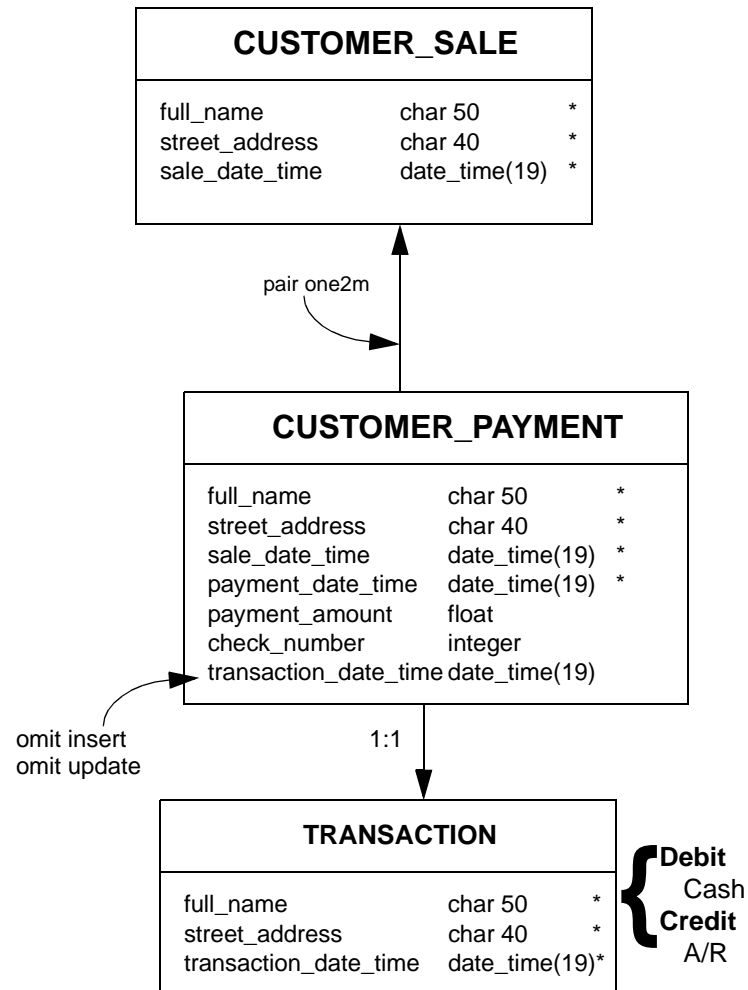 CUSTOMER_SALE
full_name char 50 *
street_address char 40 *
sale_date_time date_time(19) *
pair one2m
CUSTOMER_PAYMENT
full_name char 50 *
street_address char 40 *
sale_date_time date_time(19) *
payment_date_time date_time(19) *
payment_amount float
check_number integer
transaction_date_time date_time(19)
omit insert
omit update
1:1
TRANSACTION
full_name char 50 *
street_address char 40 *
transaction_date_time date_time(19)*
{
Debit
Cash
Credit
A/R